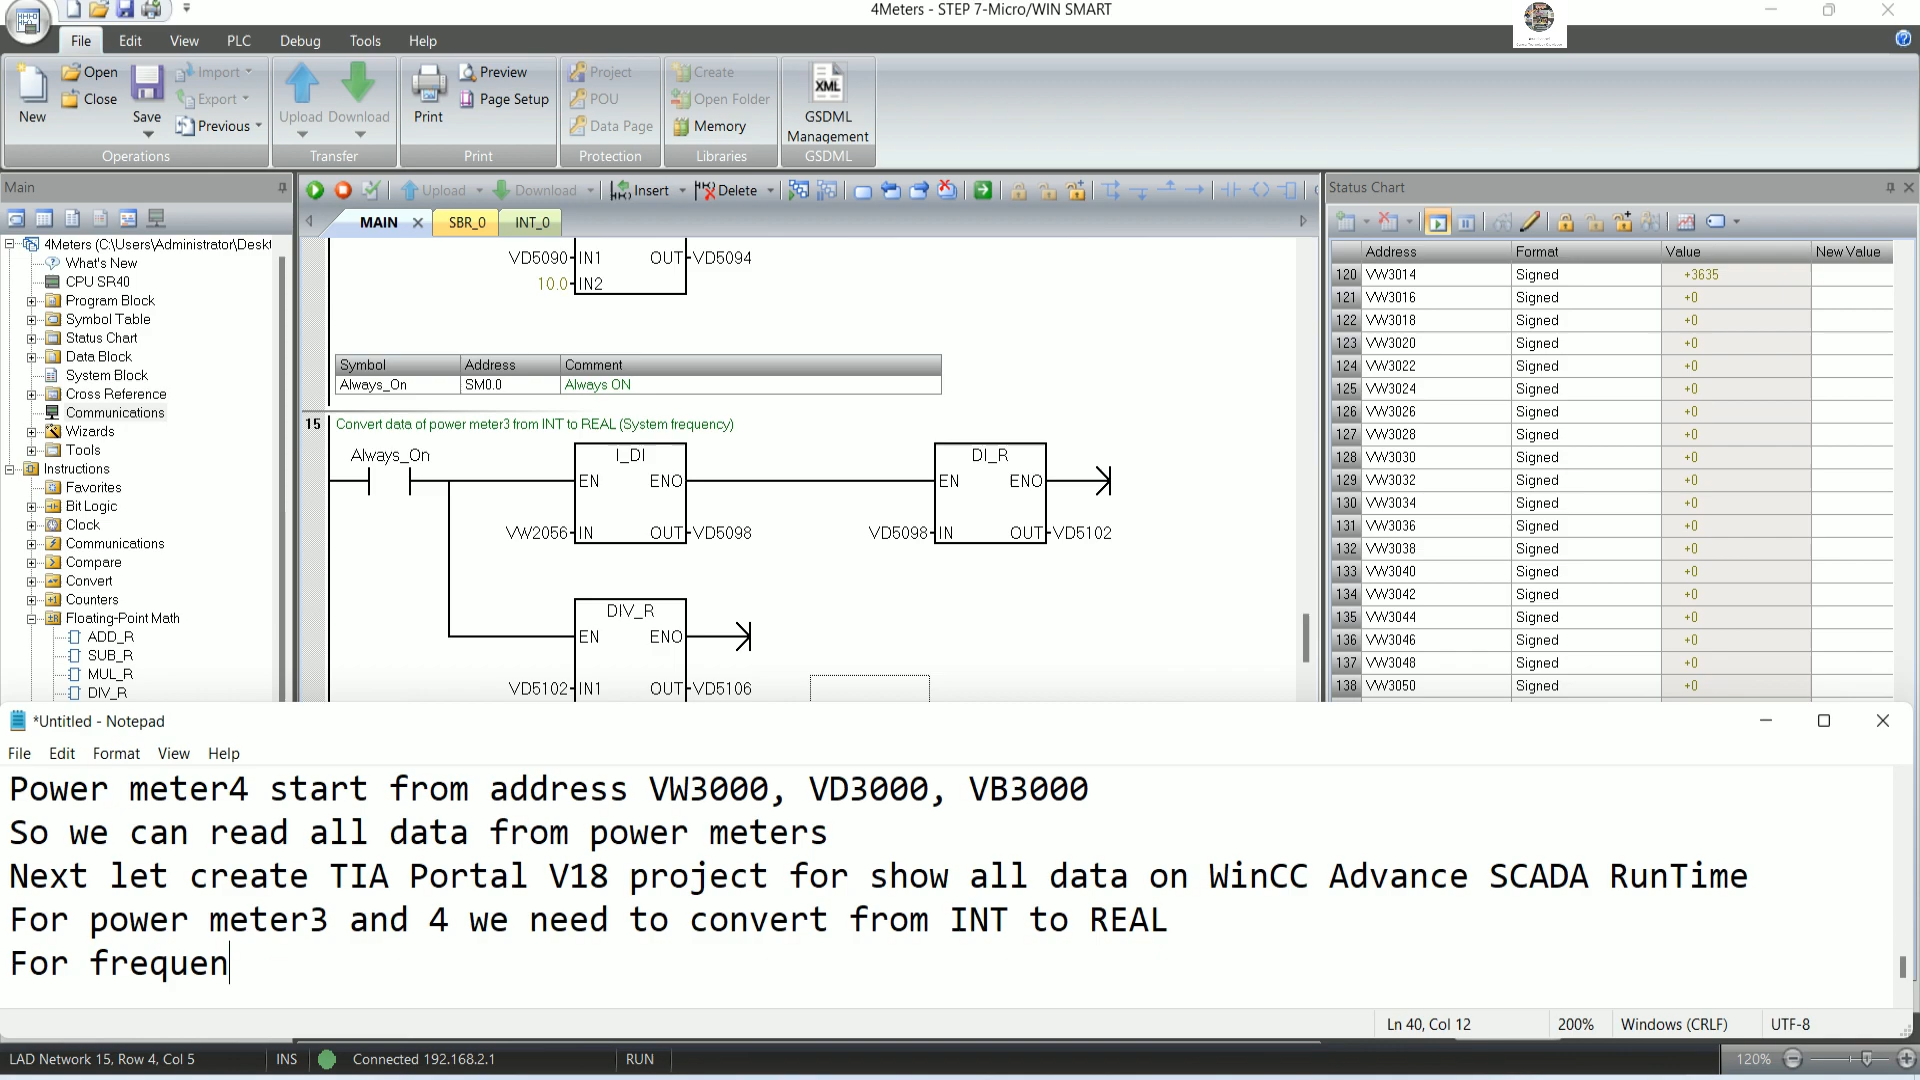 4Meters - STEP 7-Micro/WIN SMART
File Edit View PLC Debug Tools Help
New Open Close Save Import Export Previous
Upload Download
Print Preview Page Setup
Project POU Data Page
Create Open Folder Memory
XML GSDML Management
Operations Transfer Print Protection Libraries GSDML
Main
Upload Download Insert Delete
MAIN SBR_0 INT_0
4Meters (C:\Users\Administrator\Deskt
What's New
CPU SR40
Program Block
Symbol Table
Status Chart
Data Block
System Block
Cross Reference
Communications
Wizards
Tools
Instructions
Favorites
Bit Logic
Clock
Communications
Compare
Convert
Counters
Floating-Point Math
ADD_R
SUB_R
MUL_R
DIV_R
VD5090 IN1 OUT VD5094
10.0 IN2
Symbol Address Comment
Always_On SM0.0 Always ON
15 Convert data of power meter3 from INT to REAL (System frequency)
Always_On I_DI DI_R
EN ENO EN ENO
VW2056 IN OUT VD5098 VD5098 IN OUT VD5102
DIV_R
EN ENO
VD5102 IN1 OUT VD5106
Status Chart
Address Format Value New Value
120 VW3014 Signed +3635
121 VW3016 Signed +0
122 VW3018 Signed +0
123 VW3020 Signed +0
124 VW3022 Signed +0
125 VW3024 Signed +0
126 VW3026 Signed +0
127 VW3028 Signed +0
128 VW3030 Signed +0
129 VW3032 Signed +0
130 VW3034 Signed +0
131 VW3036 Signed +0
132 VW3038 Signed +0
133 VW3040 Signed +0
134 VW3042 Signed +0
135 VW3044 Signed +0
136 VW3046 Signed +0
137 VW3048 Signed +0
138 VW3050 Signed +0
*Untitled - Notepad
File Edit Format View Help
Power meter4 start from address VW3000, VD3000, VB3000
So we can read all data from power meters
Next let create TIA Portal V18 project for show all data on WinCC Advance SCADA RunTime
For power meter3 and 4 we need to convert from INT to REAL
For frequen
Ln 40, Col 12 200% Windows (CRLF) UTF-8
LAD Network 15, Row 4, Col 5 INS Connected 192.168.2.1 RUN 120%